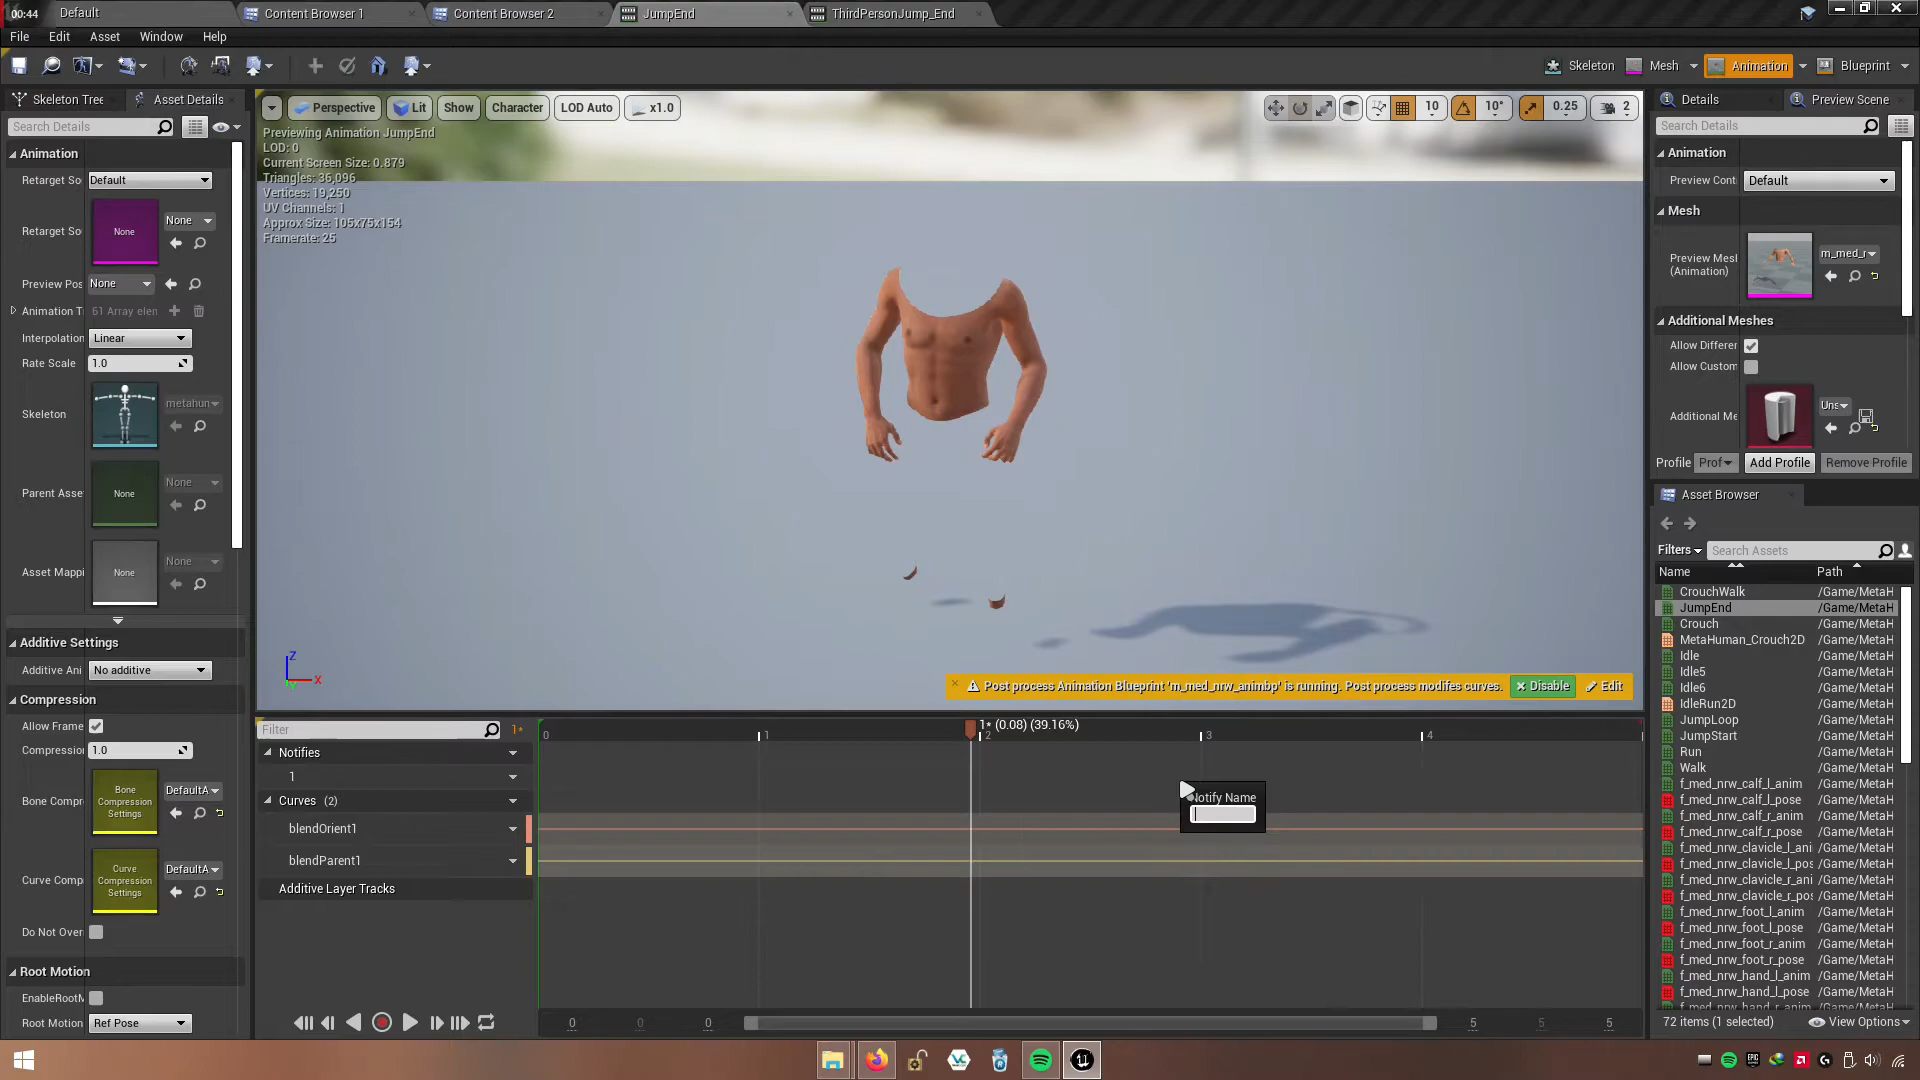 00:44
Default
Content Browser 1
Content Browser 2
JumpEnd
ThirdPersonJump_End
File Edit Asset Window Help
Skeleton Mesh Animation Blueprint
Skeleton Tree Asset Details
Search Details
Animation
Retarget So Default
Retarget So None None
Preview Pos None
Animation T 61 Array elen
Interpolation Linear
Rate Scale 1.0
Skeleton metahun
Parent Asse None None
Asset Mappi None None
Additive Settings
Additive Ani No additive
Compression
Allow Frame
Compression 1.0
Bone Compr Bone Compression Settings DefaultA
Curve Comp Curve Compression Settings DefaultA
Do Not Over
Root Motion
EnableRootM
Root Motion Ref Pose
Perspective Lit Show Character LOD Auto x1.0
10 10° 0.25 2
Previewing Animation JumpEnd
LOD: 0
Current Screen Size: 0.879
Triangles: 36,096
Vertices: 19,250
UV Channels: 1
Approx Size: 105x75x154
Framerate: 25
Z
X
Y
Post process Animation Blueprint 'm_med_nrw_animbp' is running. Post process modifes curves. Disable Edit
Filter 1*
1* (0.08) (39.16%)
0 1 2 3 4
Notifies
1
Curves (2)
blendOrient1
blendParent1
Additive Layer Tracks
Notify Name
0 0 0 5 5 5
Details Preview Scene
Search Details
Animation
Preview Cont Default
Mesh
Preview Mesl
(Animation)
m_med_r
Additional Meshes
Allow Differer
Allow Custom
Additional Me Uns
Profile Prof Add Profile Remove Profile
Asset Browser
Filters Search Assets
Name Path
CrouchWalk /Game/MetaH
JumpEnd /Game/MetaH
Crouch /Game/MetaH
MetaHuman_Crouch2D /Game/MetaH
Idle /Game/MetaH
Idle5 /Game/MetaH
Idle6 /Game/MetaH
IdleRun2D /Game/MetaH
JumpLoop /Game/MetaH
JumpStart /Game/MetaH
Run /Game/MetaH
Walk /Game/MetaH
f_med_nrw_calf_l_anim /Game/MetaH
f_med_nrw_calf_l_pose /Game/MetaH
f_med_nrw_calf_r_anim /Game/MetaH
f_med_nrw_calf_r_pose /Game/MetaH
f_med_nrw_clavicle_l_ani /Game/MetaH
f_med_nrw_clavicle_l_pos /Game/MetaH
f_med_nrw_clavicle_r_ani /Game/MetaH
f_med_nrw_clavicle_r_pos /Game/MetaH
f_med_nrw_foot_l_anim /Game/MetaH
f_med_nrw_foot_l_pose /Game/MetaH
f_med_nrw_foot_r_anim /Game/MetaH
f_med_nrw_foot_r_pose /Game/MetaH
f_med_nrw_hand_l_anim /Game/MetaH
f_med_nrw_hand_l_pose /Game/MetaH
f_med_nrw_hand_r_anim /Game/MetaH
72 items (1 selected) View Options